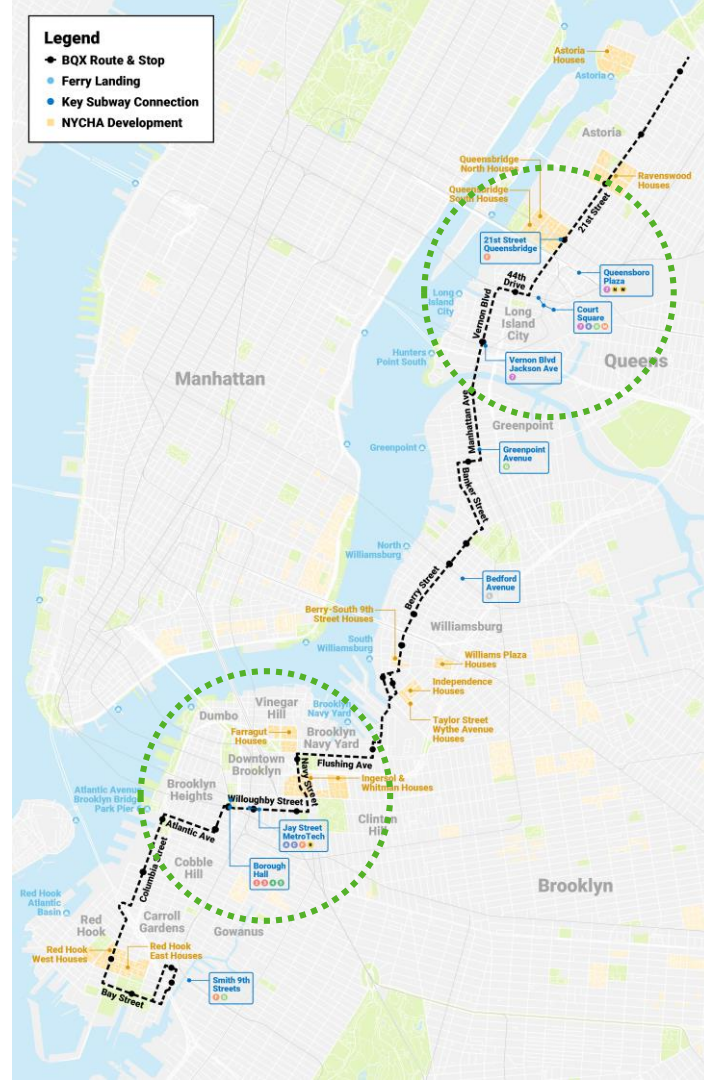 Legend
BQX Route & Stop
Ferry Landing
Key Subway Connection
NYCHA Development
Astoria
Houses
Astoria
Astoria
Queensbridge
North Houses
Ravenswood
Houses
Queensbridge
South Houses
21st Street
21st Street
Queensbridge
F
Queensboro
Plaza
7 N W
44th
Drive
Long
Island
City
Court
Square
7 E G M
Vernon Blvd
Long
Island
City
Hunters
Point South
Vernon Blvd
Jackson Ave
7
Queens
Manhattan
Manhattan Ave
Greenpoint
Greenpoint
Greenpoint
Avenue
G
Banker Street
North
Williamsburg
Bedford
Avenue
L
Berry Street
Berry-South 9th
Street Houses
Williamsburg
South
Williamsburg
Williams Plaza
Houses
Independence
Houses
Taylor Street
Wythe Avenue
Houses
Vinegar
Hill
Dumbo
Brooklyn
Navy Yard
Farragut
Houses
Brooklyn
Navy Yard
Downtown
Brooklyn
Flushing Ave
Navy Street
Ingersol &
Whitman Houses
Brooklyn
Heights
Atlantic Avenue
Brooklyn Bridge
Park Pier
Willoughby Street
Atlantic Ave
Jay Street
MetroTech
A C F R
Clinton
Hill
Columbia Street
Cobble
Hill
Borough
Hall
2 3 4 5
Brooklyn
Red Hook
Atlantic
Basin
Red
Hook
Carroll
Gardens
Gowanus
Red Hook
West Houses
Red Hook
East Houses
Smith 9th
Streets
F G
Bay Street